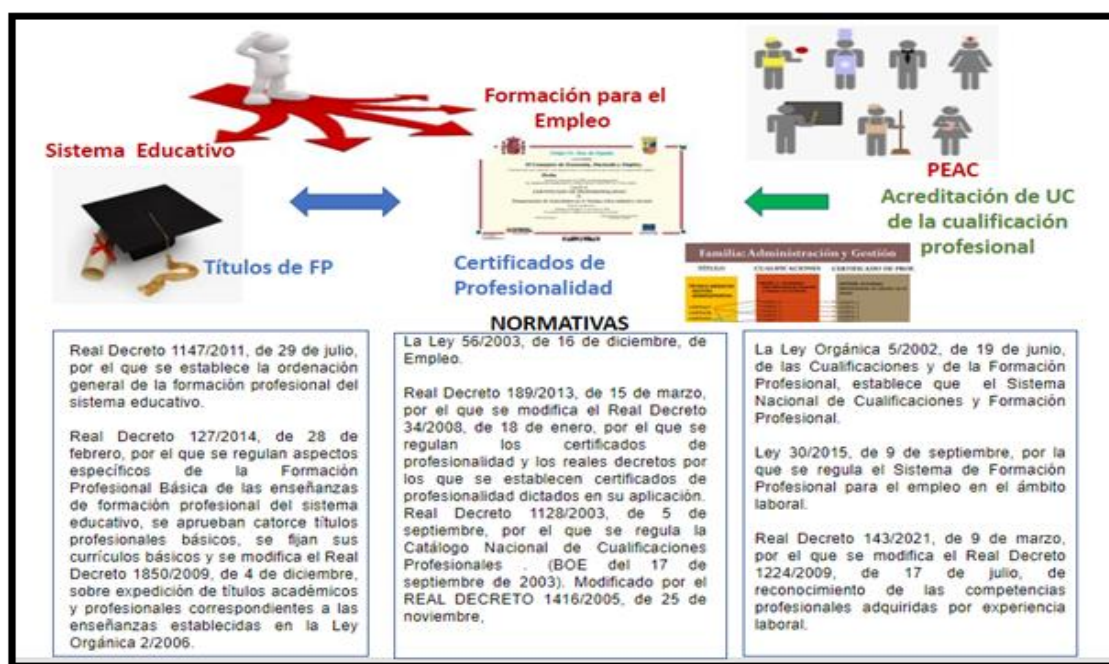 Formación para el
Empleo
Sistema Educativo
PEAC
Acreditación de UC
de la cualificación
profesional
Títulos de FP
Certificados de
Profesionalidad
Familia: Administración y Gestión
TÍTULO CUALIFICACIONES CERTIFICADO DE PROF.
NORMATIVAS
Real Decreto 1147/2011, de 29 de julio,
por el que se establece la ordenación
general de la formación profesional del
sistema educativo.
Real Decreto 127/2014, de 28 de
febrero, por el que se regulan aspectos
específicos de la Formación
Profesional Básica de las enseñanzas
de formación profesional del sistema
educativo, se aprueban catorce títulos
profesionales básicos, se fijan sus
currículos básicos y se modifica el Real
Decreto 1850/2009, de 4 de diciembre,
sobre expedición de títulos académicos
y profesionales correspondientes a las
enseñanzas establecidas en la Ley
Orgánica 2/2006.
La Ley 56/2003, de 16 de diciembre, de
Empleo.
Real Decreto 189/2013, de 15 de marzo,
por el que se modifica el Real Decreto
34/2008, de 18 de enero, por el que se
regulan los certificados de
profesionalidad y los reales decretos por
los que se establecen certificados de
profesionalidad dictados en su aplicación.
Real Decreto 1128/2003, de 5 de
septiembre, por el que se regula la
Catálogo Nacional de Cualificaciones
Profesionales . (BOE del 17 de
septiembre de 2003). Modificado por el
REAL DECRETO 1416/2005, de 25 de
noviembre,
La Ley Orgánica 5/2002, de 19 de junio,
de las Cualificaciones y de la Formación
Profesional, establece que el Sistema
Nacional de Cualificaciones y Formación
Profesional.
Ley 30/2015, de 9 de septiembre, por la
que se regula el Sistema de Formación
Profesional para el empleo en el ámbito
laboral.
Real Decreto 143/2021, de 9 de marzo,
por el que se modifica el Real Decreto
1224/2009, de 17 de julio, de
reconocimiento de las competencias
profesionales adquiridas por experiencia
laboral.